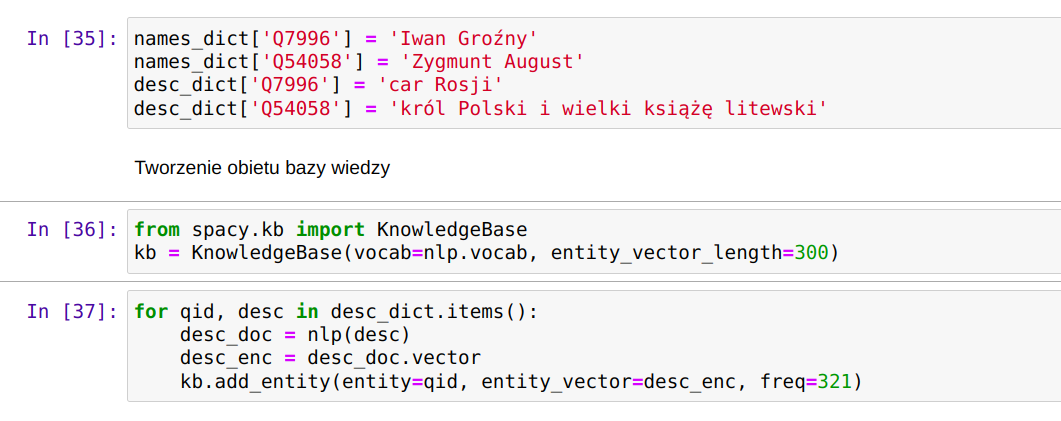 In [35]: names_dict['Q7996'] = 'Iwan Groźny'
names_dict['Q54058'] = 'Zygmunt August'
desc_dict['Q7996'] = 'car Rosji'
desc_dict['Q54058'] = 'król Polski i wielki książę litewski'
Tworzenie obietu bazy wiedzy
In [36]: from spacy.kb import KnowledgeBase
kb = KnowledgeBase(vocab=nlp.vocab, entity_vector_length=300)
In [37]: for qid, desc in desc_dict.items():
    desc_doc = nlp(desc)
    desc_enc = desc_doc.vector
    kb.add_entity(entity=qid, entity_vector=desc_enc, freq=321)